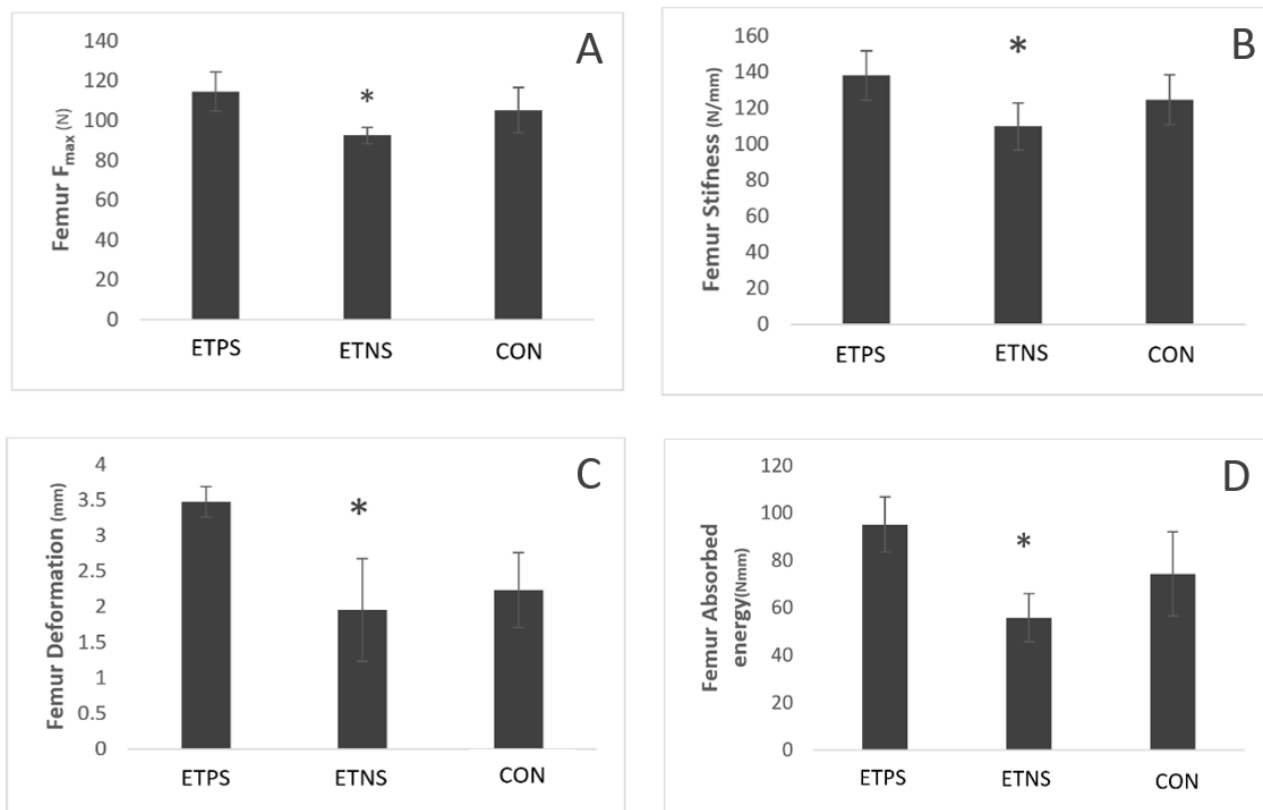 A
Femur Fmax (N)
140
120
100
80
60
40
20
0
*
ETPS ETNS CON
B
Femur Stifness (N/mm)
160
140
120
100
80
60
40
20
0
*
ETPS ETNS CON
C
Femur Deformation (mm)
4
3.5
3
2.5
2
1.5
1
0.5
0
*
ETPS ETNS CON
D
Femur Absorbed
energy(Nmm)
120
100
80
60
40
20
0
*
ETPS ETNS CON